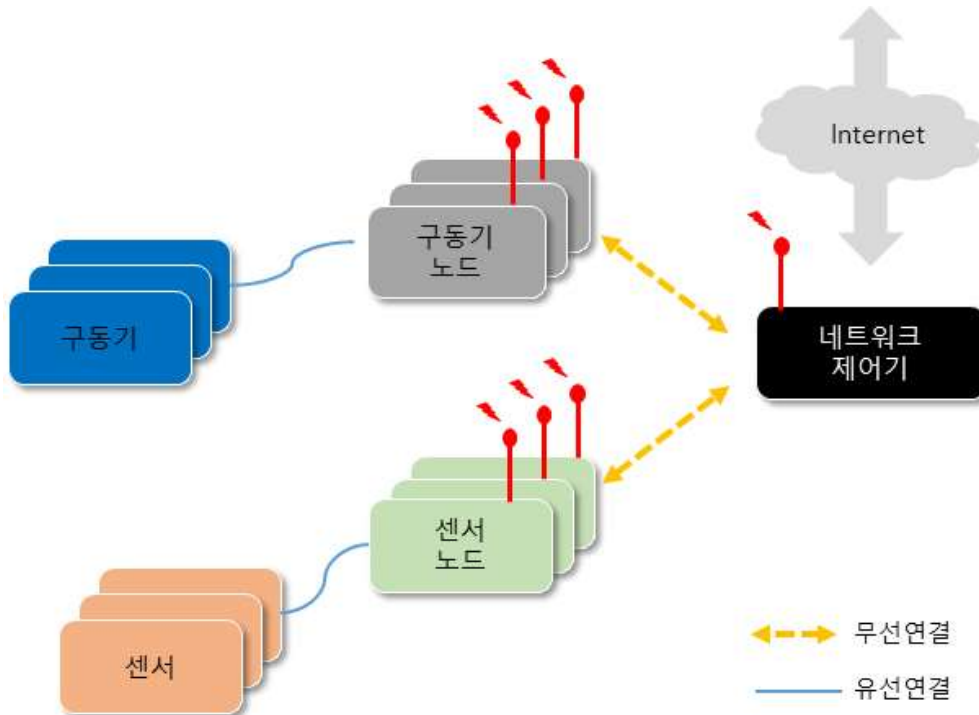 Internet
구동기
노드
구동기
네트워크
제어기
센서
노드
센서
무선연결
유선연결